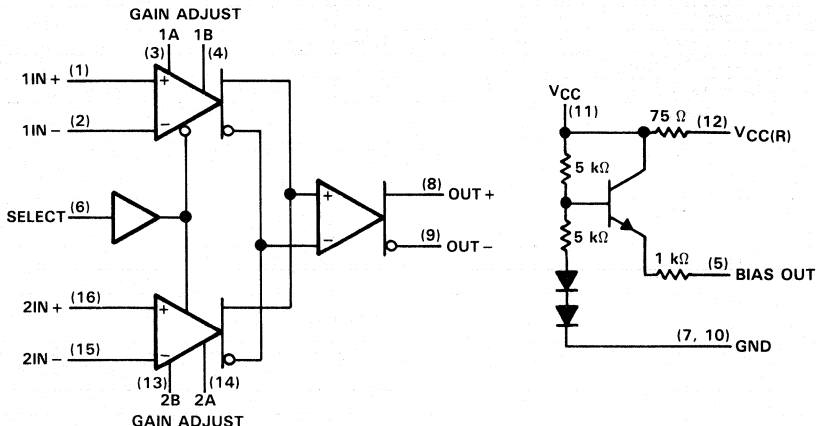 GAIN ADJUST
1A 1B
(3) (4)
1IN+ (1)
+
1IN− (2)
−
SELECT (6)
+
(8) OUT+
−
(9) OUT−
2IN+ (16)
+
2IN− (15)
−
(13) (14)
2B 2A
GAIN ADJUST
VCC
(11)
75 Ω (12) VCC(R)
5 kΩ
5 kΩ
1 kΩ (5) BIAS OUT
(7, 10) GND